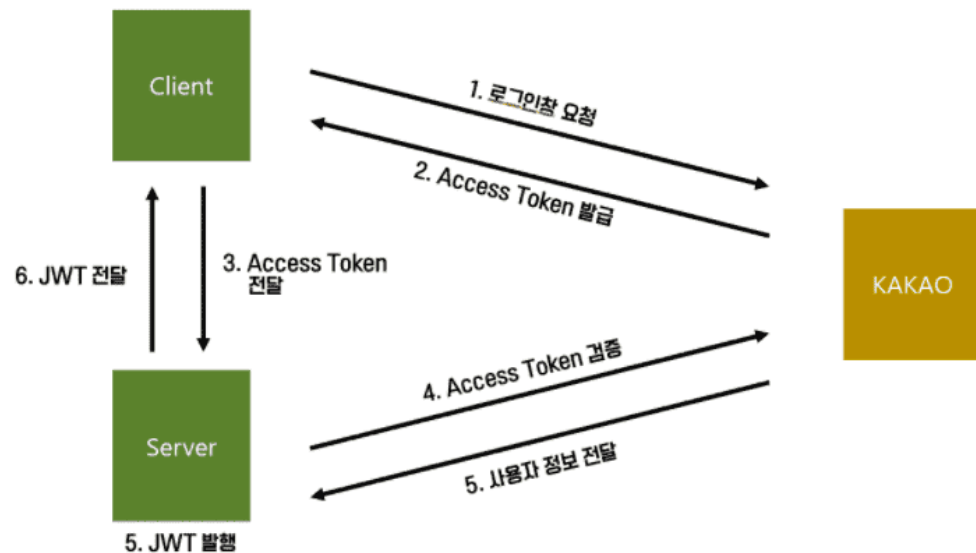 Client
1. 로그인창 요청
2. Access Token 발급
6. JWT 전달
3. Access Token
전달
KAKAO
4. Access Token 검증
Server
5. 사용자 정보 전달
5. JWT 발행